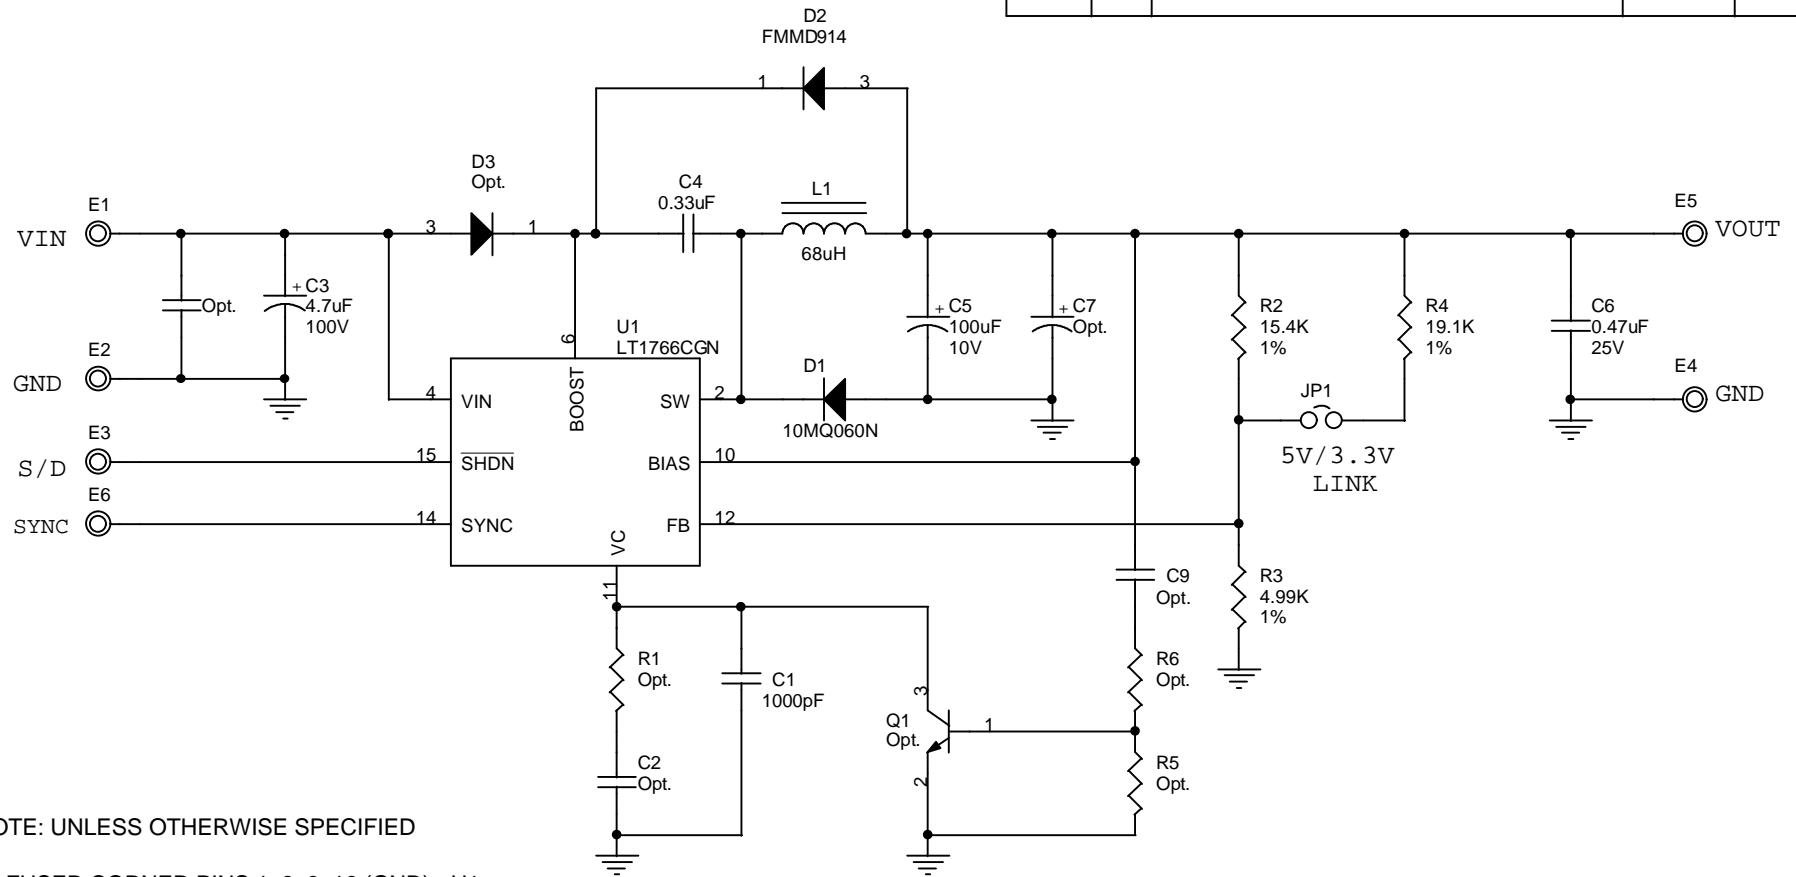 D2
FMMD914
1
3
D3
Opt.
C4
0.33uF
L1
68uH
E1
VIN
3
1
E5
VOUT
Opt.
+
C3
4.7uF
100V
6
U1
LT1766CGN
+
C5
100uF
10V
+
C7
Opt.
R2
15.4K
1%
R4
19.1K
1%
C6
0.47uF
25V
E2
GND
D1
10MQ060N
E4
GND
JP1
5V/3.3V
LINK
4
VIN
BOOST
SW
2
E3
S/D
15
SHDN
BIAS
10
E6
SYNC
14
SYNC
FB
12
VC
11
C9
Opt.
R3
4.99K
1%
R1
Opt.
C1
1000pF
R6
Opt.
3
Q1
Opt.
1
2
C2
Opt.
R5
Opt.
OTE: UNLESS OTHERWISE SPECIFIED